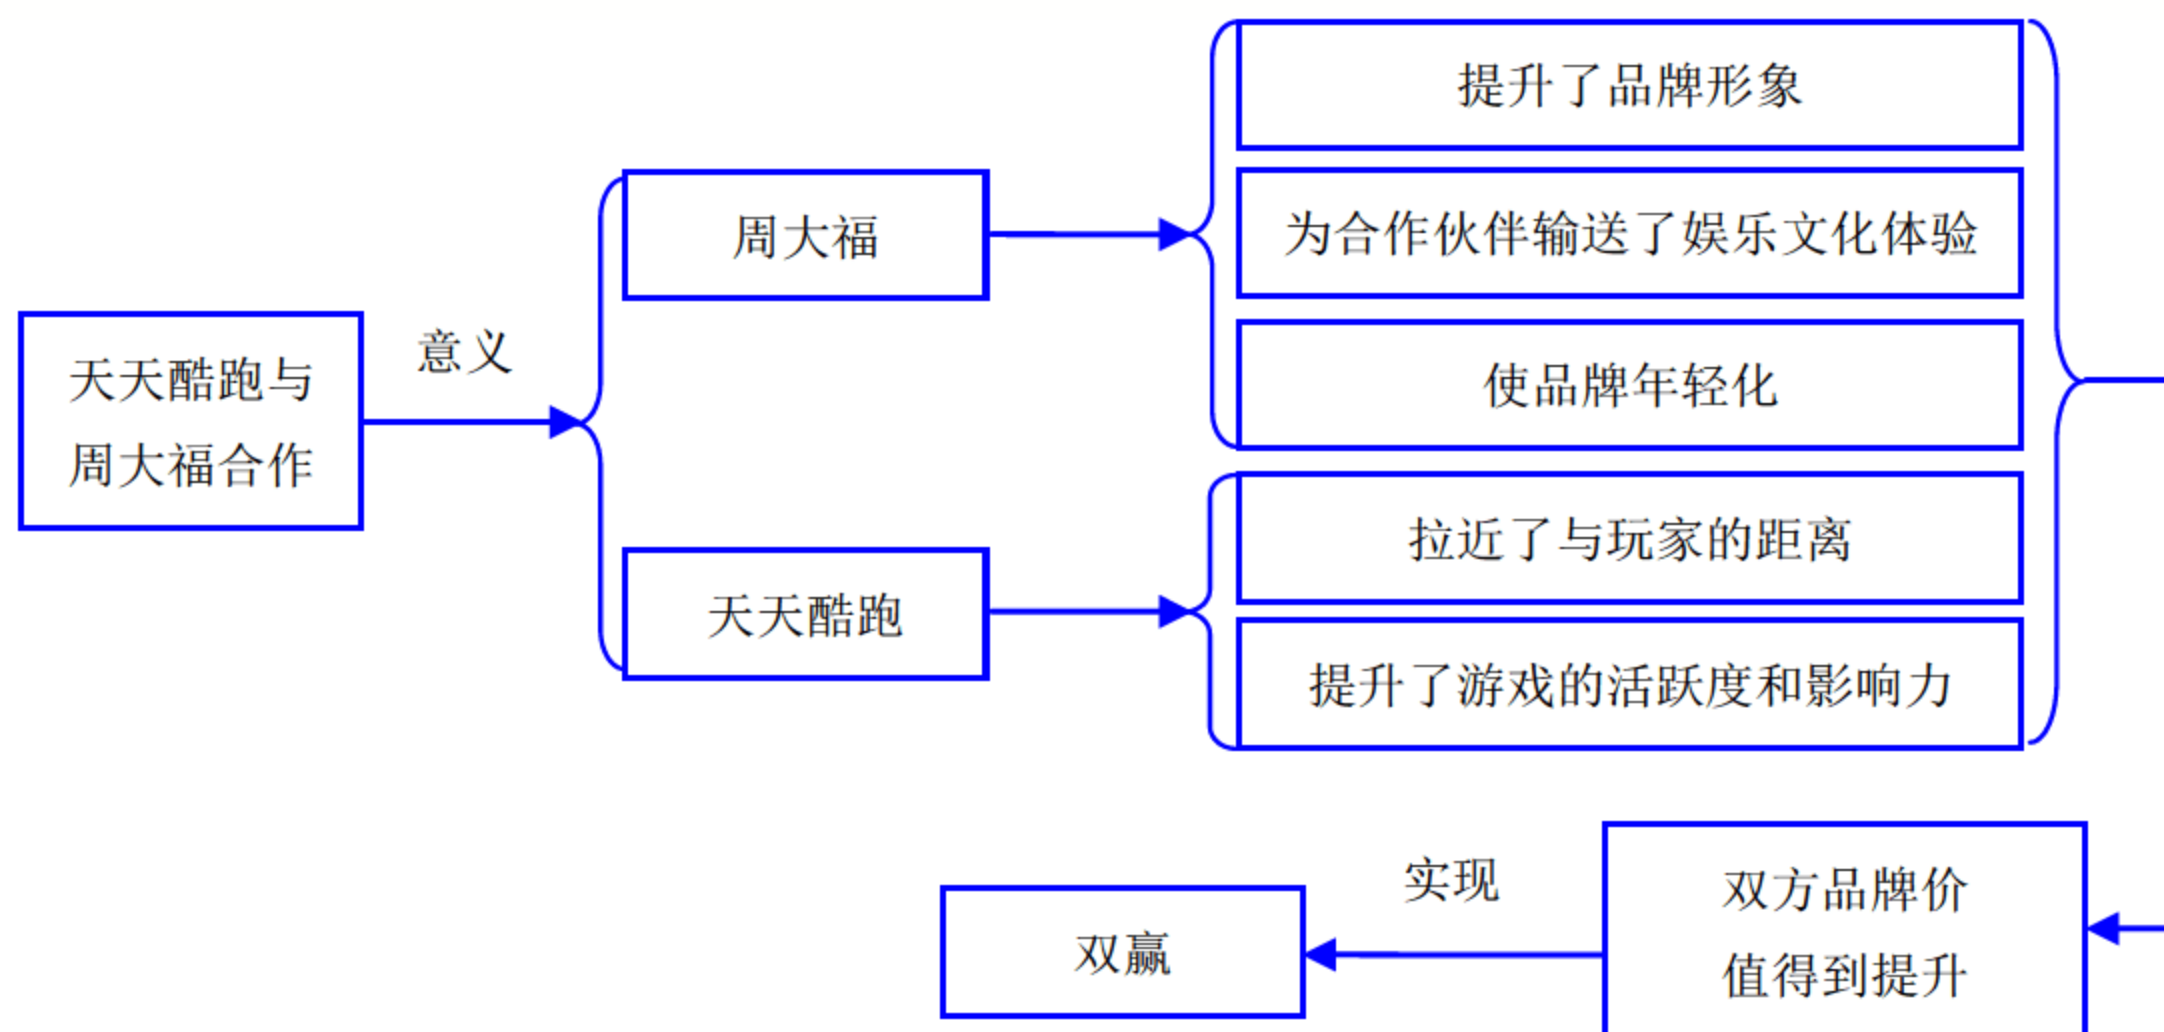 天天酷跑与
周大福合作
意义
周大福
天天酷跑
提升了品牌形象
为合作伙伴输送了娱乐文化体验
使品牌年轻化
拉近了与玩家的距离
提升了游戏的活跃度和影响力
双方品牌价
值得到提升
实现
双赢